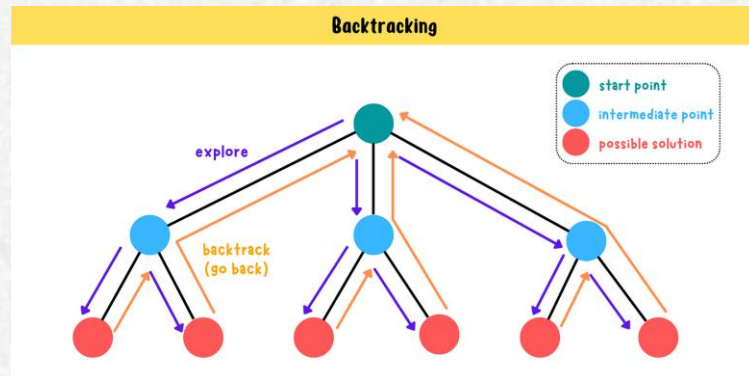 Backtracking
start point
intermediate point
possible solution
explore
backtrack
(go back)